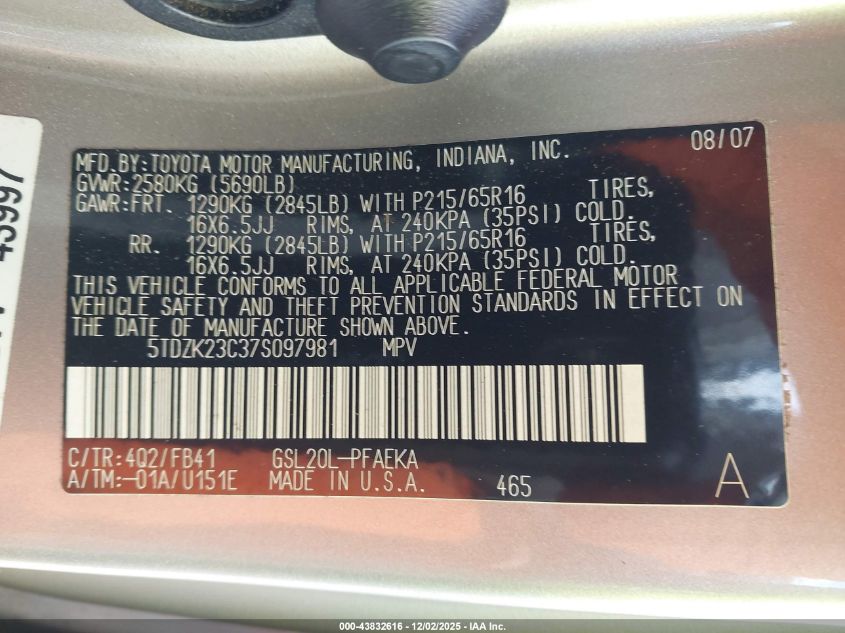 MFD.BY:TOYOTA MOTOR MANUFACTURING, INDIANA, INC. 08/07
GVWR:2580KG (5690LB)
GAWR:FRT. 1290KG (2845LB) WITH P215/65R16 TIRES,
16X6.5JJ RIMS, AT 240KPA (35PSI) COLD.
RR. 1290KG (2845LB) WITH P215/65R16 TIRES,
16X6.5JJ RIMS, AT 240KPA (35PSI) COLD.
THIS VEHICLE CONFORMS TO ALL APPLICABLE FEDERAL MOTOR
VEHICLE SAFETY AND THEFT PREVENTION STANDARDS IN EFFECT ON
THE DATE OF MANUFACTURE SHOWN ABOVE.
5TDZK23C37S097981 MPV
C/TR:4Q2/FB41 GSL20L-PFAEKA
A/TM:-01A/U151E MADE IN U.S.A. 465 A
45997
000-43832616 - 12/02/2025 - IAA Inc.